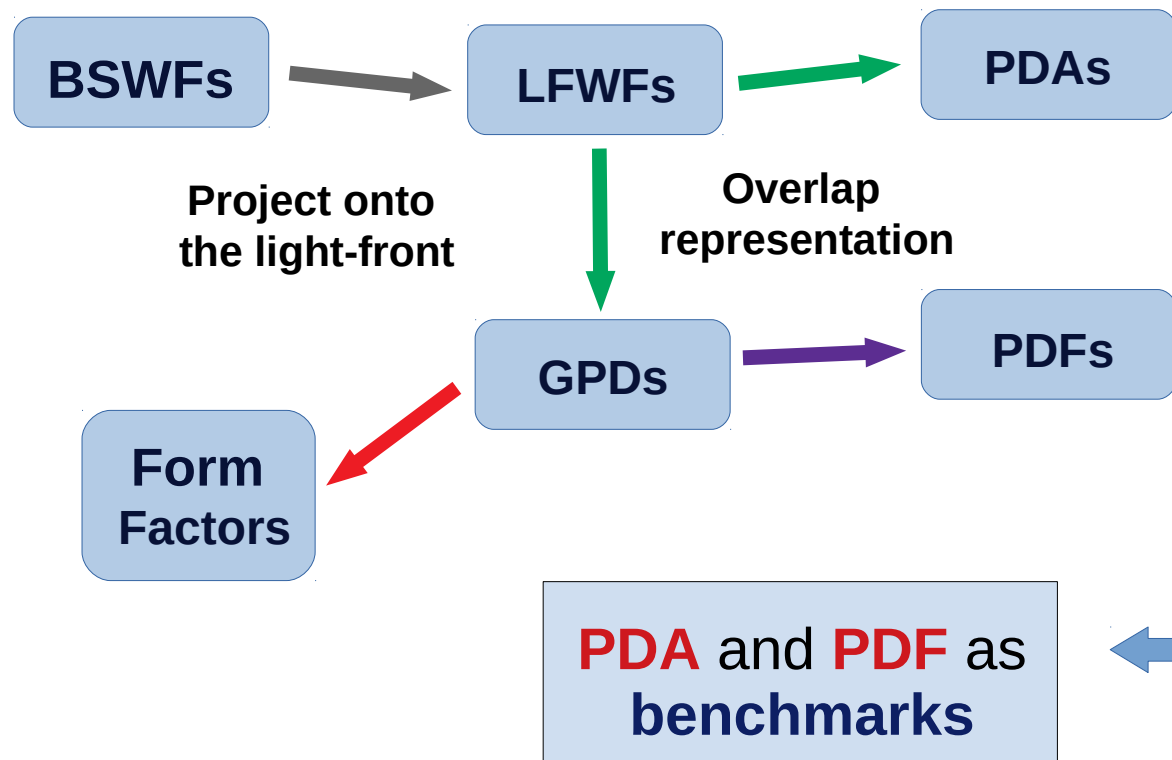 BSWFs
LFWFs
PDAs
Project onto
the light-front
Overlap
representation
GPDs
PDFs
Form
Factors
PDA and PDF as
benchmarks